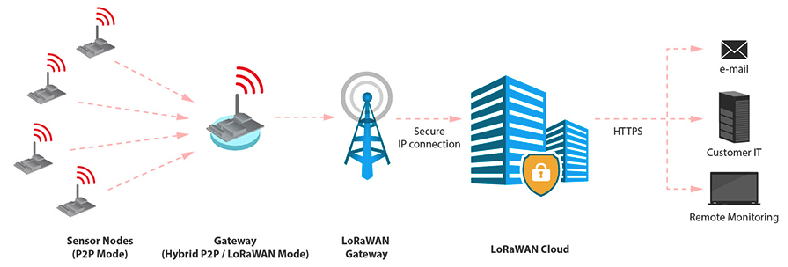 e-mail
Secure
IP connection
HTTPS
Customer IT
Remote Monitoring
Sensor Nodes
(P2P Mode)
Gateway
(Hybrid P2P / LoRaWAN Mode)
LoRaWAN
Gateway
LoRaWAN Cloud